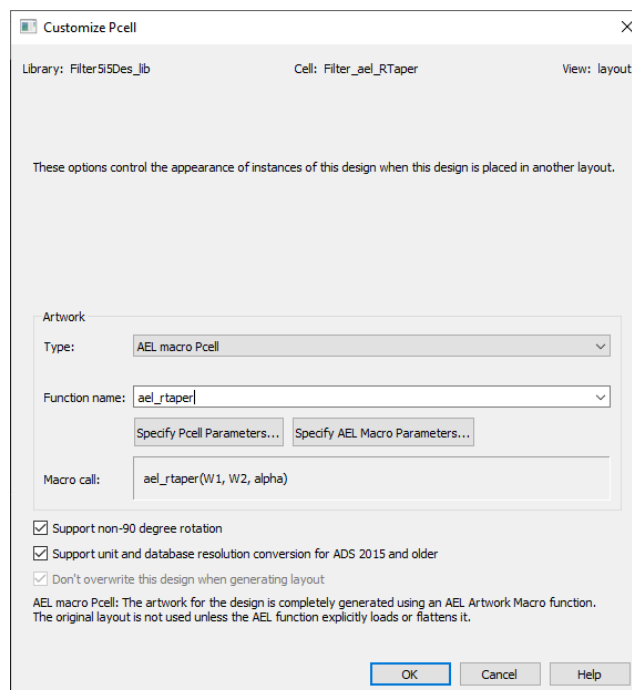 Customize Pcell
Library: Filter5i5Des_lib Cell: Filter_ael_RTaper View: layout
These options control the appearance of instances of this design when this design is placed in another layout.
Artwork
Type: AEL macro Pcell
Function name: ael_rtaper
Specify Pcell Parameters... Specify AEL Macro Parameters...
Macro call: ael_rtaper(W1, W2, alpha)
Support non-90 degree rotation
Support unit and database resolution conversion for ADS 2015 and older
Don't overwrite this design when generating layout
AEL macro Pcell: The artwork for the design is completely generated using an AEL Artwork Macro function.
The original layout is not used unless the AEL function explicitly loads or flattens it.
OK Cancel Help